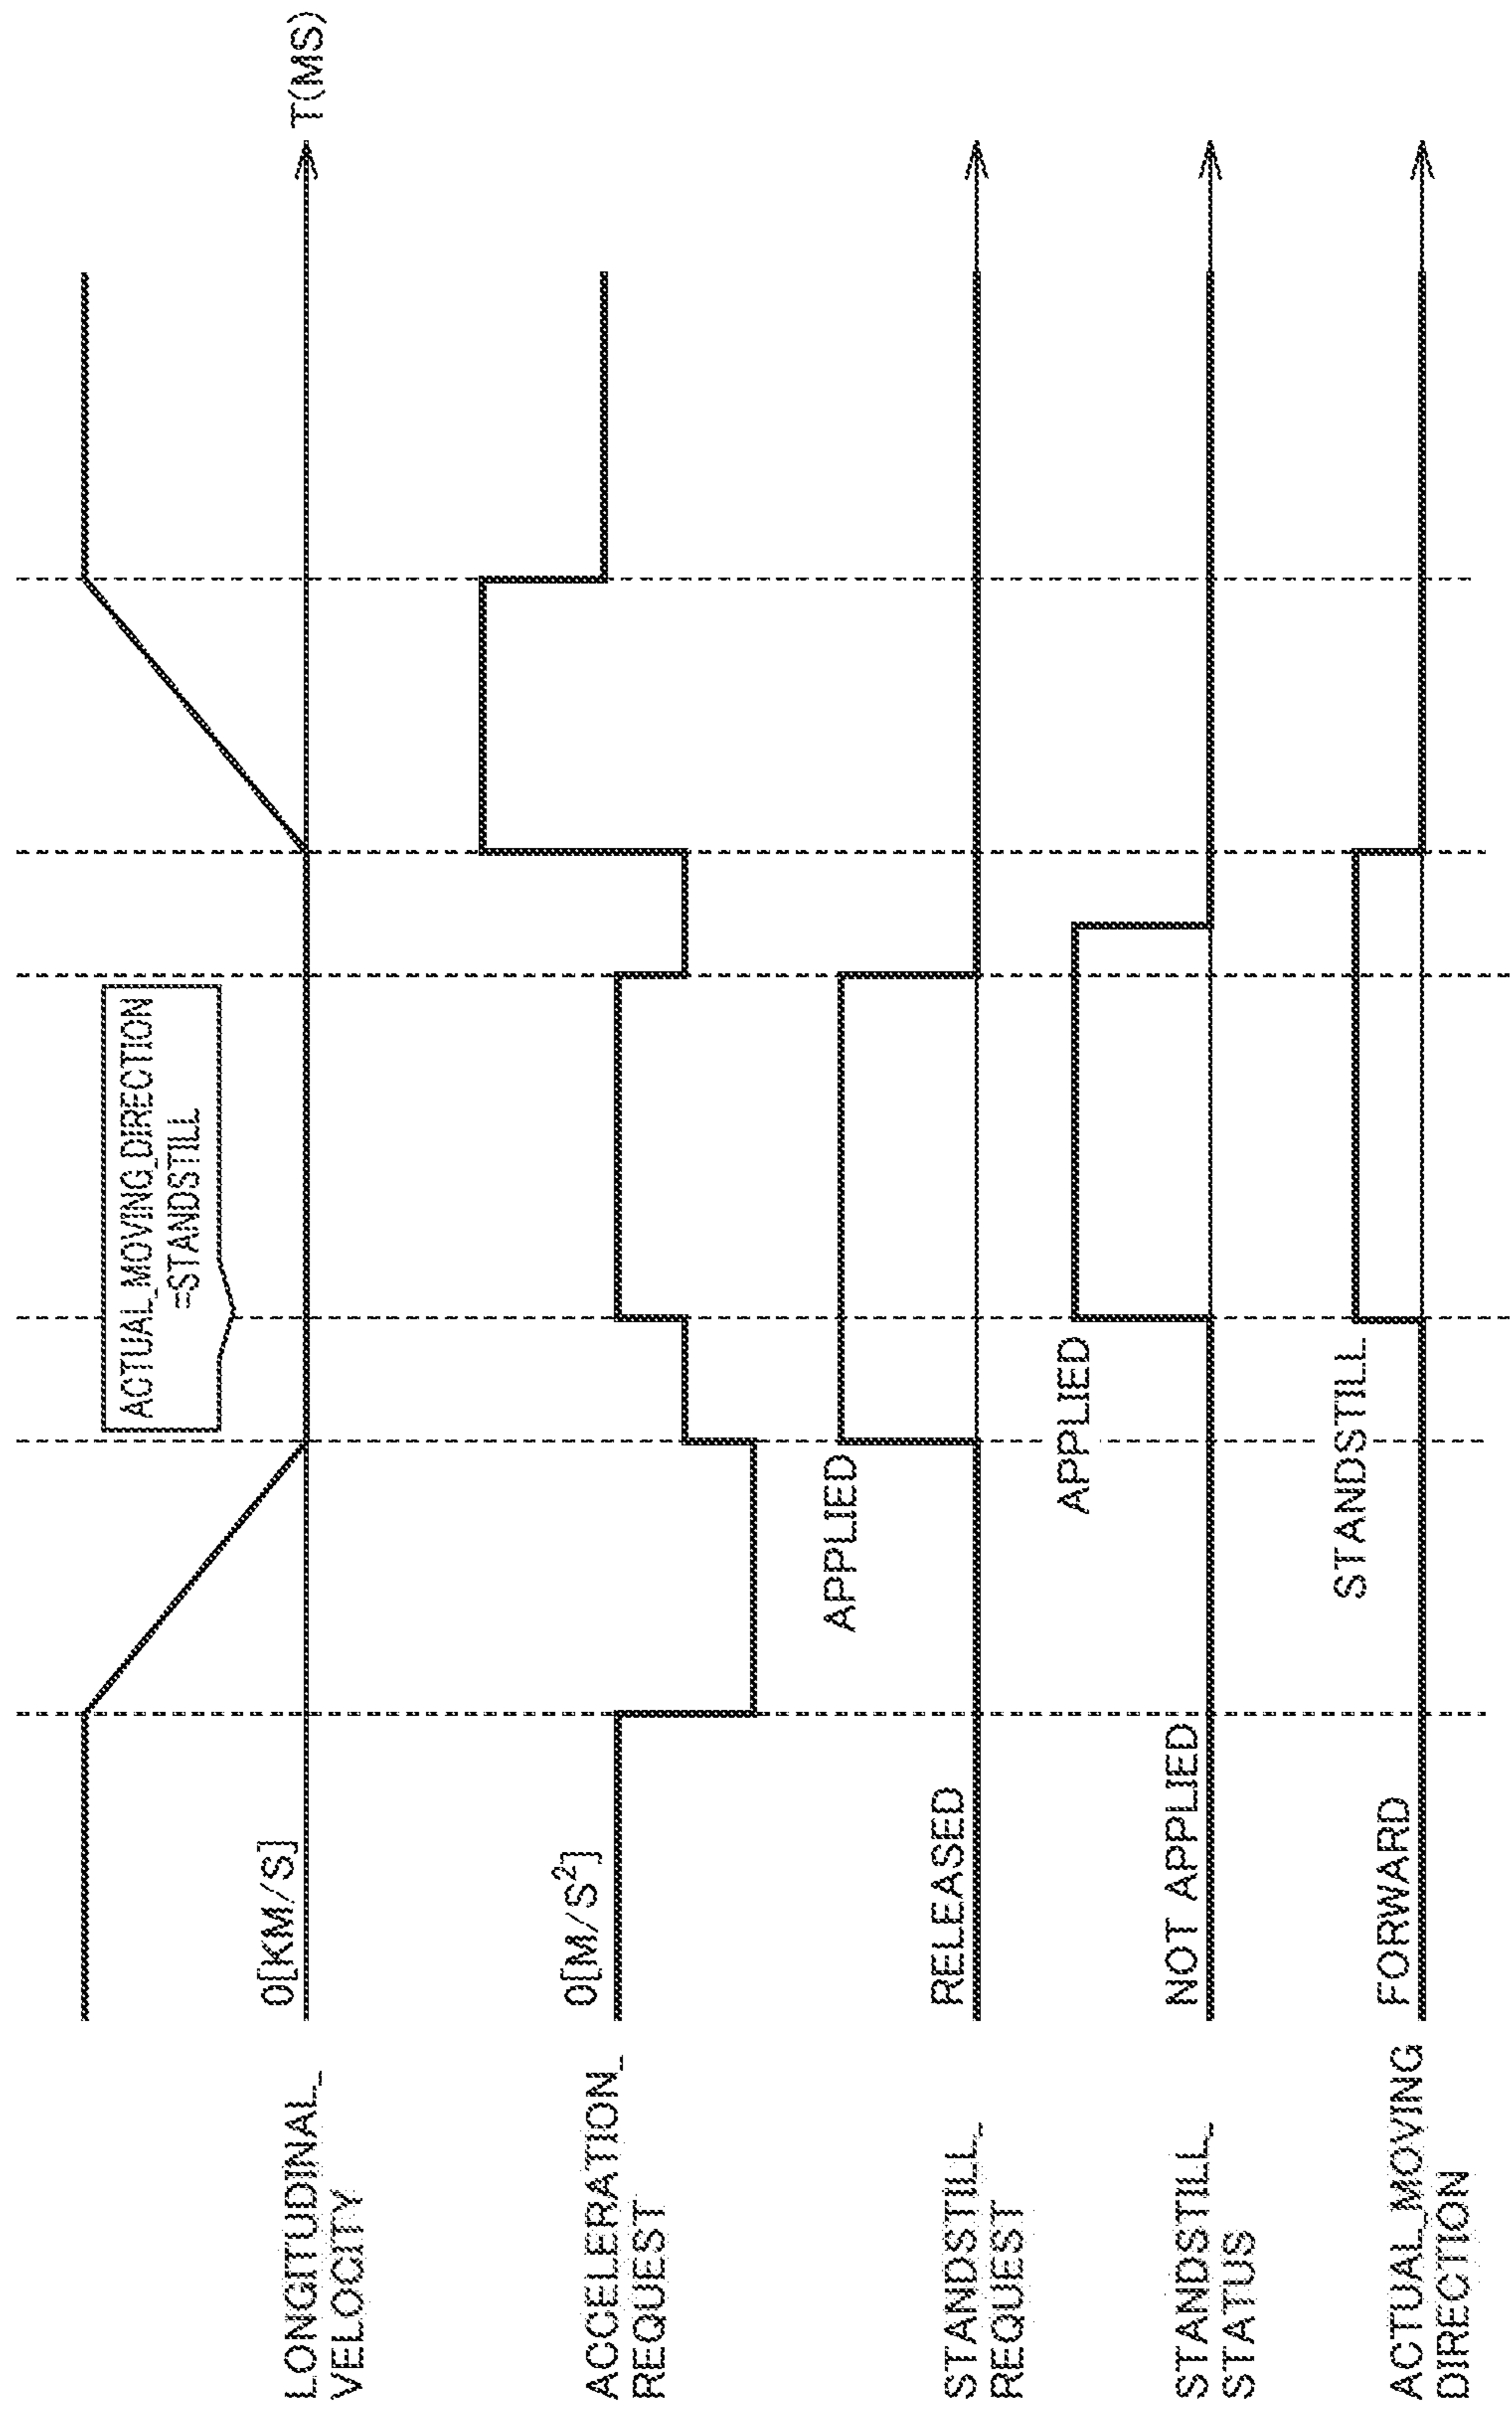 T(MS)
ACTUAL_MOVING_DIRECTION
=STANDSTILL
LONGITUDINAL_
VELOCITY
0[KM/S]
ACCELERATION_
REQUEST
0[M/S²]
STANDSTILL_
REQUEST
RELEASED
APPLIED
STANDSTILL_
STATUS
NOT APPLIED
APPLIED
ACTUAL_MOVING
DIRECTION
FORWARD
STANDSTILL